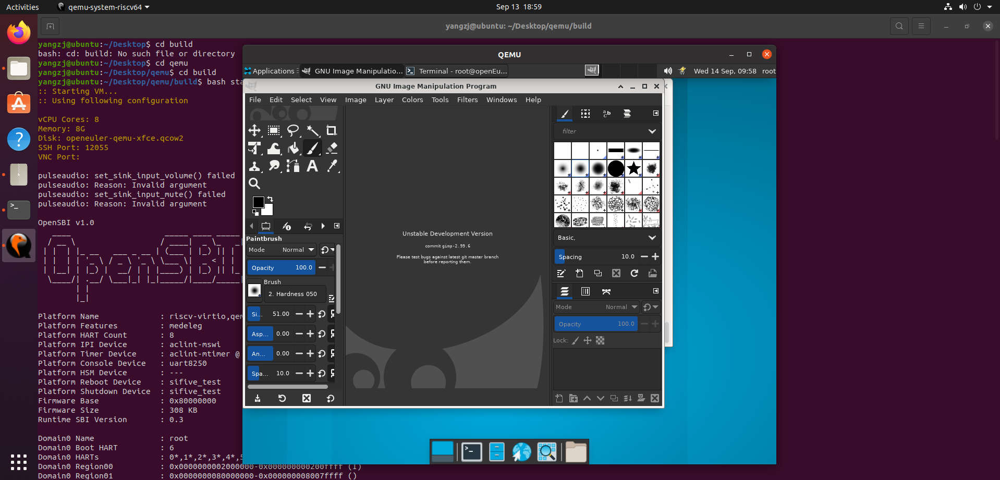 Activities
qemu-system-riscv64
Sep 13 18:59
yangzj@ubuntu: ~/Desktop/qemu/build
yangzj@ubuntu:~/Desktop$ cd build
bash: cd: build: No such file or directory
yangzj@ubuntu:~/Desktop$ cd qemu
yangzj@ubuntu:~/Desktop/qemu$ cd build
yangzj@ubuntu:~/Desktop/qemu/build$ bash sta
:: Starting VM...
:: Using following configuration
vCPU Cores: 8
Memory: 8G
Disk: openeuler-qemu-xfce.qcow2
SSH Port: 12055
VNC Port:
pulseaudio: set_sink_input_volume() failed
pulseaudio: Reason: Invalid argument
pulseaudio: set_sink_input_mute() failed
pulseaudio: Reason: Invalid argument
OpenSBI v1.0
OpenSBI
Platform Name : riscv-virtio,qem
Platform Features : medeleg
Platform HART Count : 8
Platform IPI Device : aclint-mswi
Platform Timer Device : aclint-mtimer @
Platform Console Device : uart8250
Platform HSM Device : ---
Platform Reboot Device : sifive_test
Platform Shutdown Device : sifive_test
Firmware Base : 0x80000000
Firmware Size : 308 KB
Runtime SBI Version : 0.3
Domain0 Name : root
Domain0 Boot HART : 6
Domain0 HARTs : 0*,1*,2*,3*,4*,5
Domain0 Region00 : 0x0000000002000000-0x000000000200ffff (I)
Domain0 Region01 : 0x0000000080000000-0x000000008007ffff ()
QEMU
Applications
GNU Image Manipulatio...
Terminal - root@openEu...
Wed 14 Sep, 09:58
root
GNU Image Manipulation Program
File Edit Select View Image Layer Colors Tools Filters Windows Help
Paintbrush
Mode Normal
Opacity 100.0
Brush
2. Hardness 050
Si... 51.00
Asp... 0.00
An... 0.00
Spa... 10.0
Unstable Development Version
commit gimp-2.99.6
Please test bugs against latest git master branch
before reporting them.
filter
Basic,
Spacing 10.0
Mode Normal
Opacity 100.0
Lock: